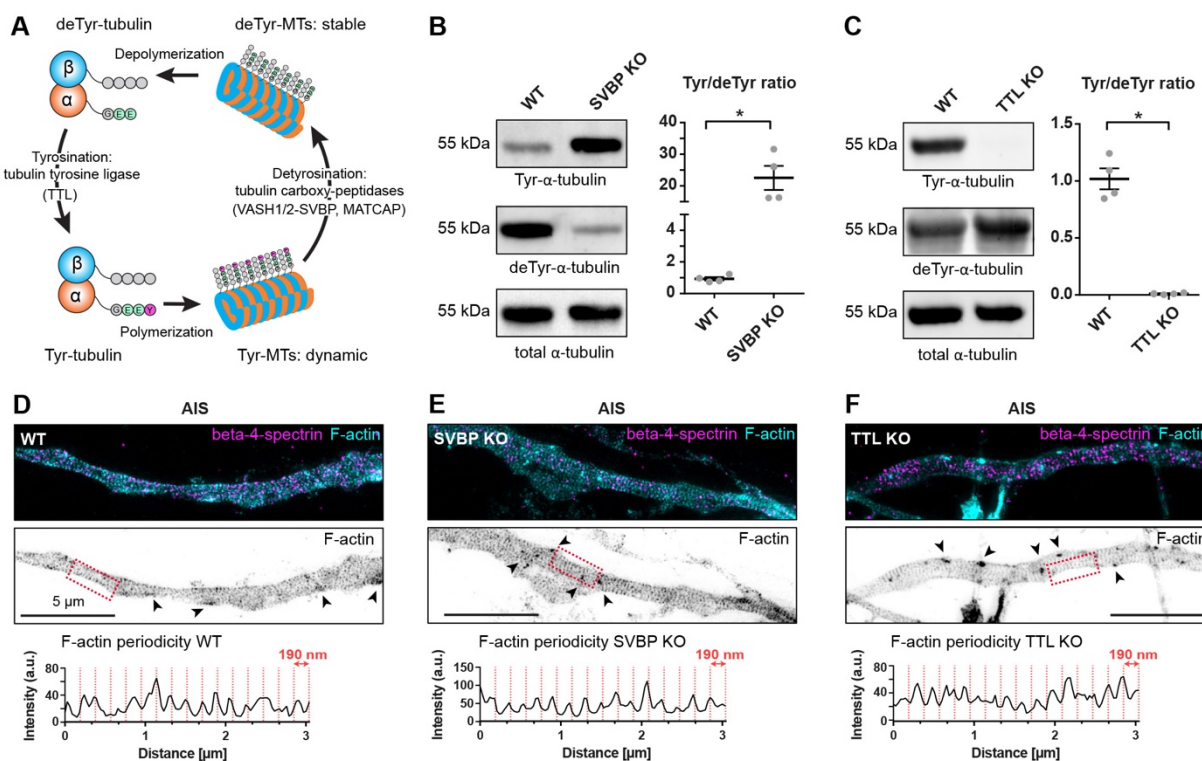 A
deTyr-tubulin
deTyr-MTs: stable
Depolymerization
β
α
G E E
Tyrosination:
tubulin tyrosine ligase
(TTL)
Detyrosination:
tubulin carboxy-peptidases
(VASH1/2-SVBP, MATCAP)
β
α
G E E Y
Polymerization
Tyr-tubulin
Tyr-MTs: dynamic
B
WT
SVBP KO
55 kDa
Tyr-α-tubulin
55 kDa
deTyr-α-tubulin
55 kDa
total α-tubulin
Tyr/deTyr ratio
*
40
35
30
25
20
15
10
5
4
2
1
0
WT
SVBP KO
C
WT
TTL KO
55 kDa
Tyr-α-tubulin
55 kDa
deTyr-α-tubulin
55 kDa
total α-tubulin
Tyr/deTyr ratio
*
1.5
1.0
0.5
0.0
WT
TTL KO
D
AIS
WT
beta-4-spectrin F-actin
F-actin
5 µm
F-actin periodicity WT
190 nm
Intensity (a.u.)
80
40
20
0
0 1 2 3
Distance [µm]
E
AIS
SVBP KO
beta-4-spectrin F-actin
F-actin
F-actin periodicity SVBP KO
190 nm
Intensity (a.u.)
150
100
50
0
0 1 2 3
Distance [µm]
F
AIS
TTL KO
beta-4-spectrin F-actin
F-actin
F-actin periodicity TTL KO
190 nm
Intensity (a.u.)
80
40
20
0
0 1 2 3
Distance [µm]